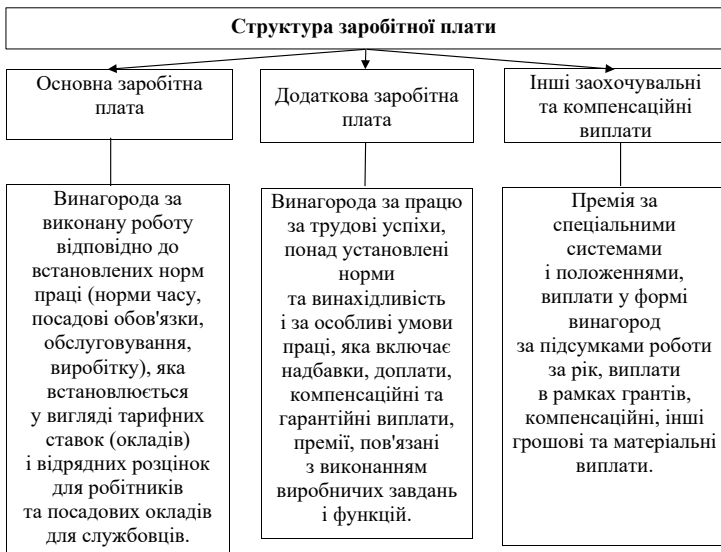 Структура заробітної плати
Основна заробітна
плата
Додаткова заробітна
плата
Інші заохочувальні
та компенсаційні
виплати
Винагорода за
виконану роботу
відповідно до
встановлених норм
праці (норми часу,
посадові обов'язки,
обслуговування,
виробітку), яка
встановлюється
у вигляді тарифних
ставок (окладів)
і відрядних розцінок
для робітників
та посадових окладів
для службовців.
Винагорода за працю
за трудові успіхи,
понад установлені
норми
та винахідливість
і за особливі умови
праці, яка включає
надбавки, доплати,
компенсаційні та
гарантійні виплати,
премії, пов'язані
з виконанням
виробничих завдань
і функцій.
Премія за
спеціальними
системами
і положеннями,
виплати у формі
винагород
за підсумками роботи
за рік, виплати
в рамках грантів,
компенсаційні, інші
грошові та матеріальні
виплати.